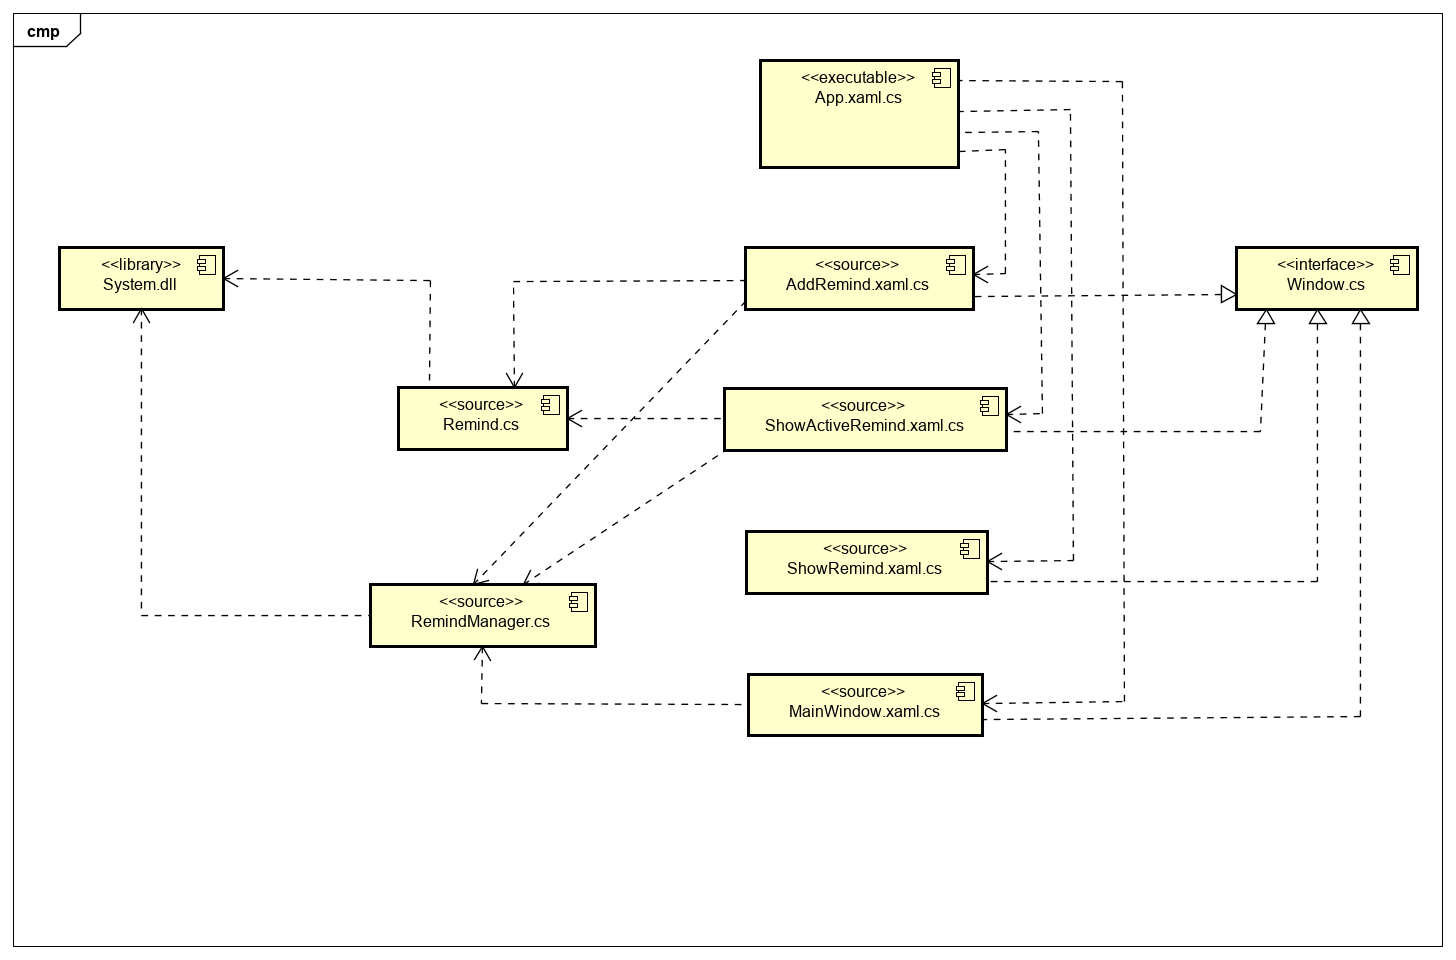 cmp
<<executable>>
App.xaml.cs
<<library>>
System.dll
<<source>>
AddRemind.xaml.cs
<<interface>>
Window.cs
<<source>>
Remind.cs
<<source>>
ShowActiveRemind.xaml.cs
<<source>>
ShowRemind.xaml.cs
<<source>>
RemindManager.cs
<<source>>
MainWindow.xaml.cs